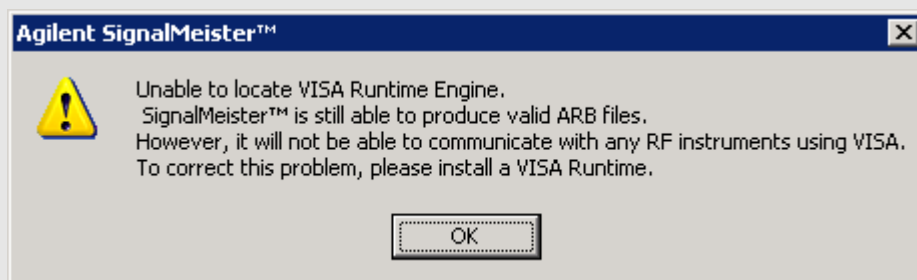 Agilent SignalMeister™
Unable to locate VISA Runtime Engine.
SignalMeister™ is still able to produce valid ARB files.
However, it will not be able to communicate with any RF instruments using VISA.
To correct this problem, please install a VISA Runtime.
OK